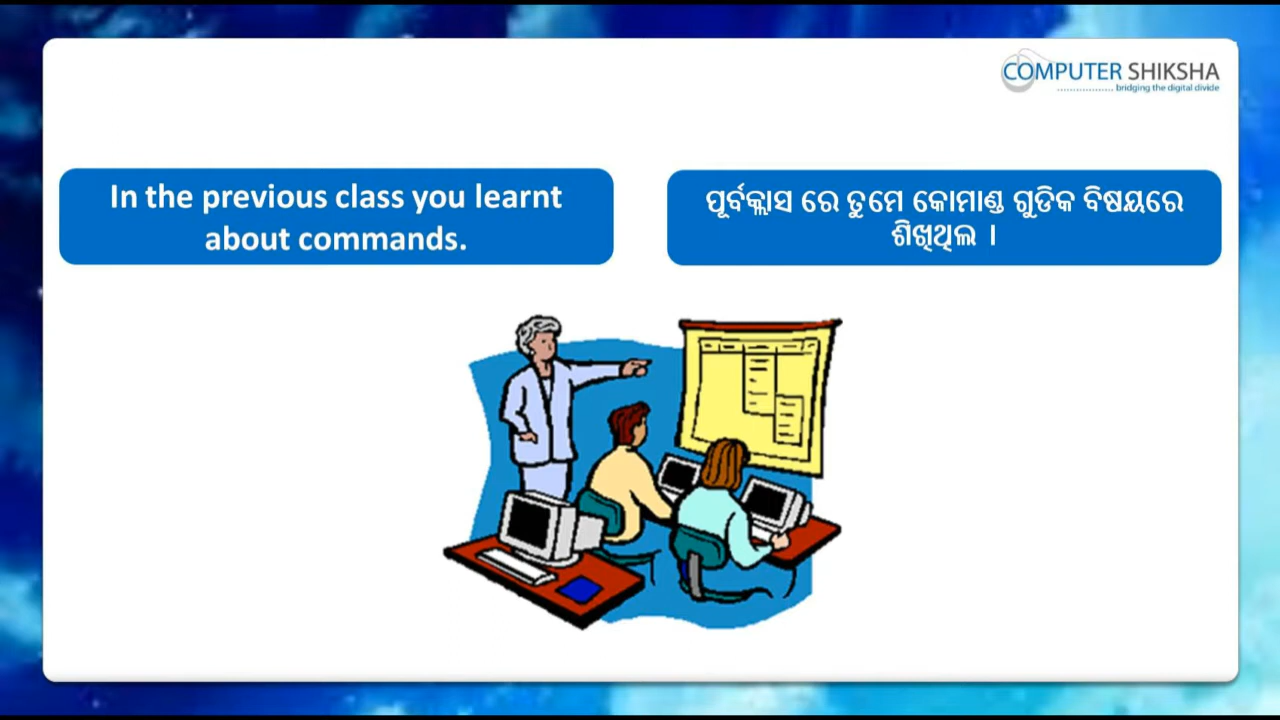 COMPUTER SHIKSHA
bridging the digital divide
In the previous class you learnt
about commands.
ପୂର୍ବକ୍ଲାସ ରେ ତୁମେ କୋମାଣ୍ଡ ଗୁଡିକ ବିଷୟରେ
ଶିଖିଥିଲ ।